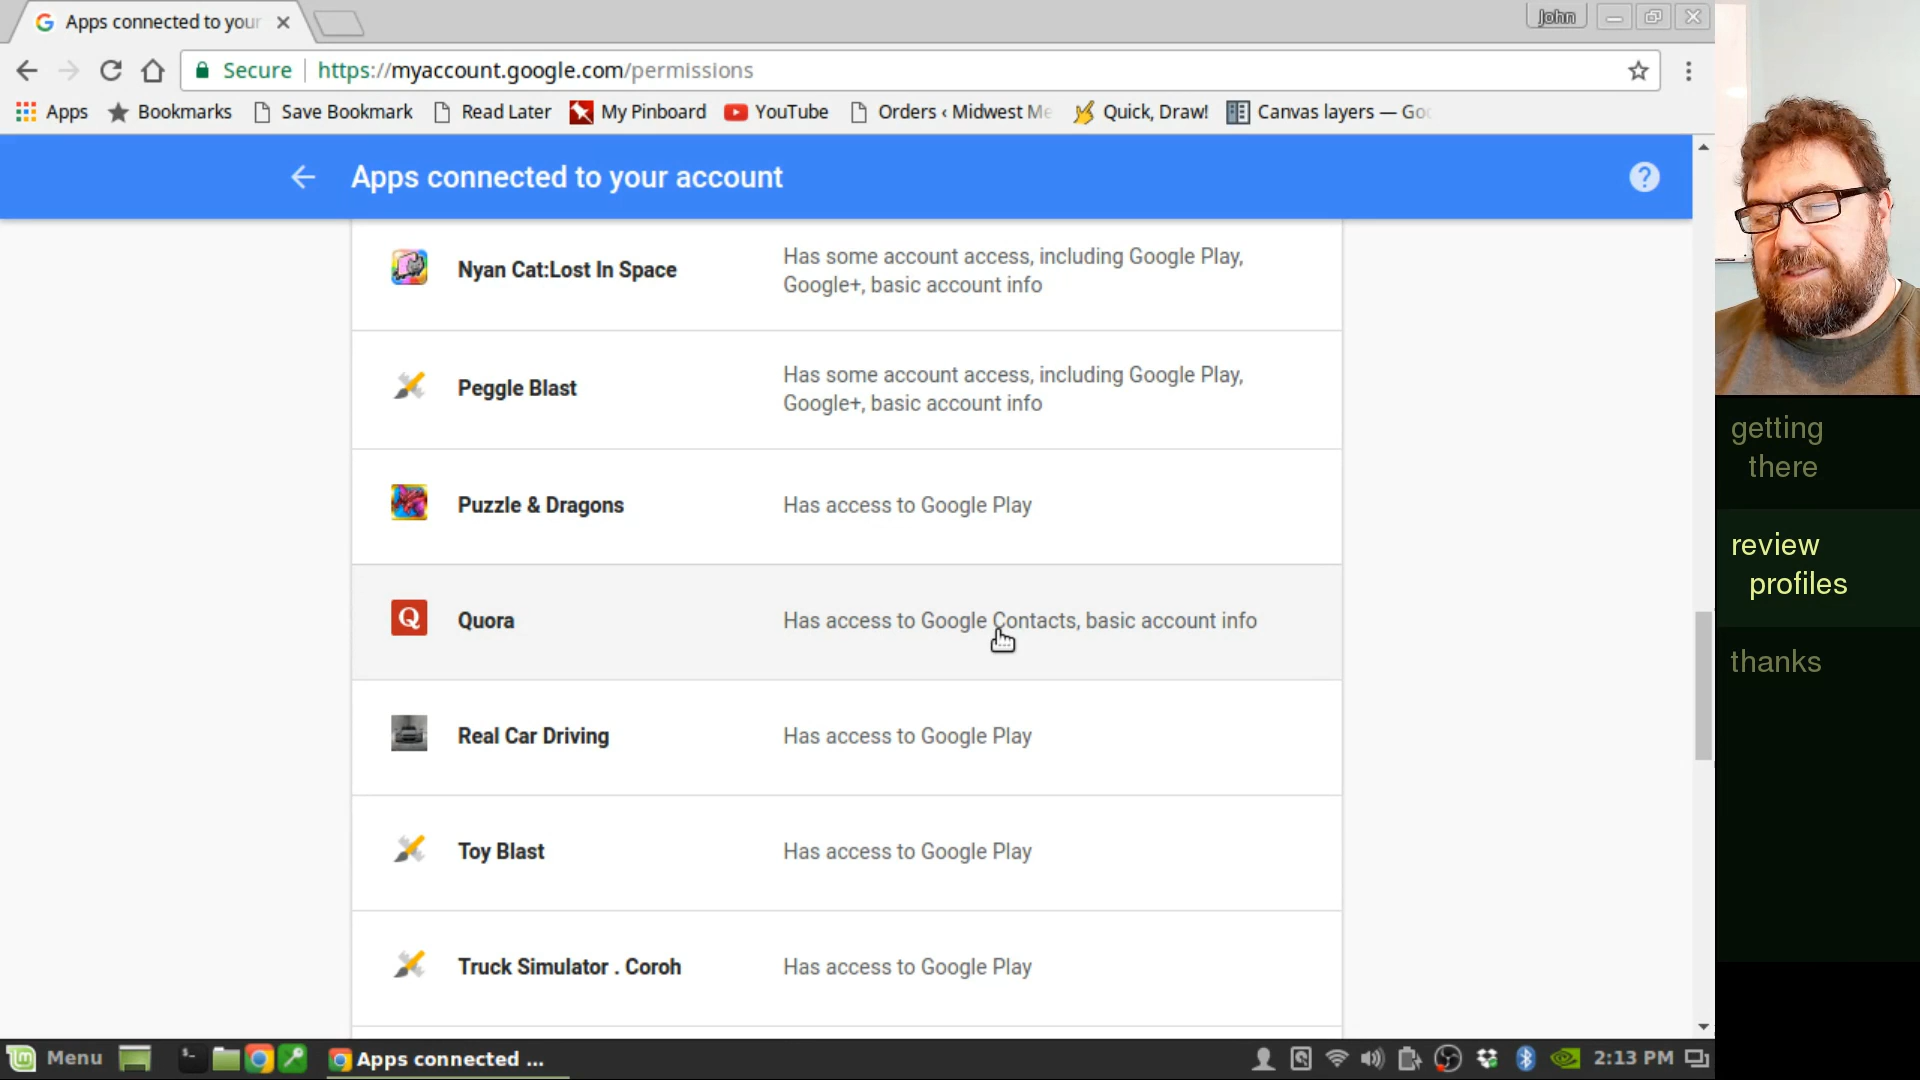 Apps connected to your
John
Secure
https://myaccount.google.com/permissions
Apps
Bookmarks
Save Bookmark
Read Later
My Pinboard
YouTube
Orders ‹ Midwest Me
Quick, Draw!
Canvas layers — Goo
Apps connected to your account
?
Nyan Cat:Lost In Space
Has some account access, including Google Play,
Google+, basic account info
Peggle Blast
Has some account access, including Google Play,
Google+, basic account info
Puzzle & Dragons
Has access to Google Play
Q
Quora
Has access to Google Contacts, basic account info
Real Car Driving
Has access to Google Play
Toy Blast
Has access to Google Play
Truck Simulator . Coroh
Has access to Google Play
getting
there
review
profiles
thanks
Menu
Apps connected ...
2:13 PM